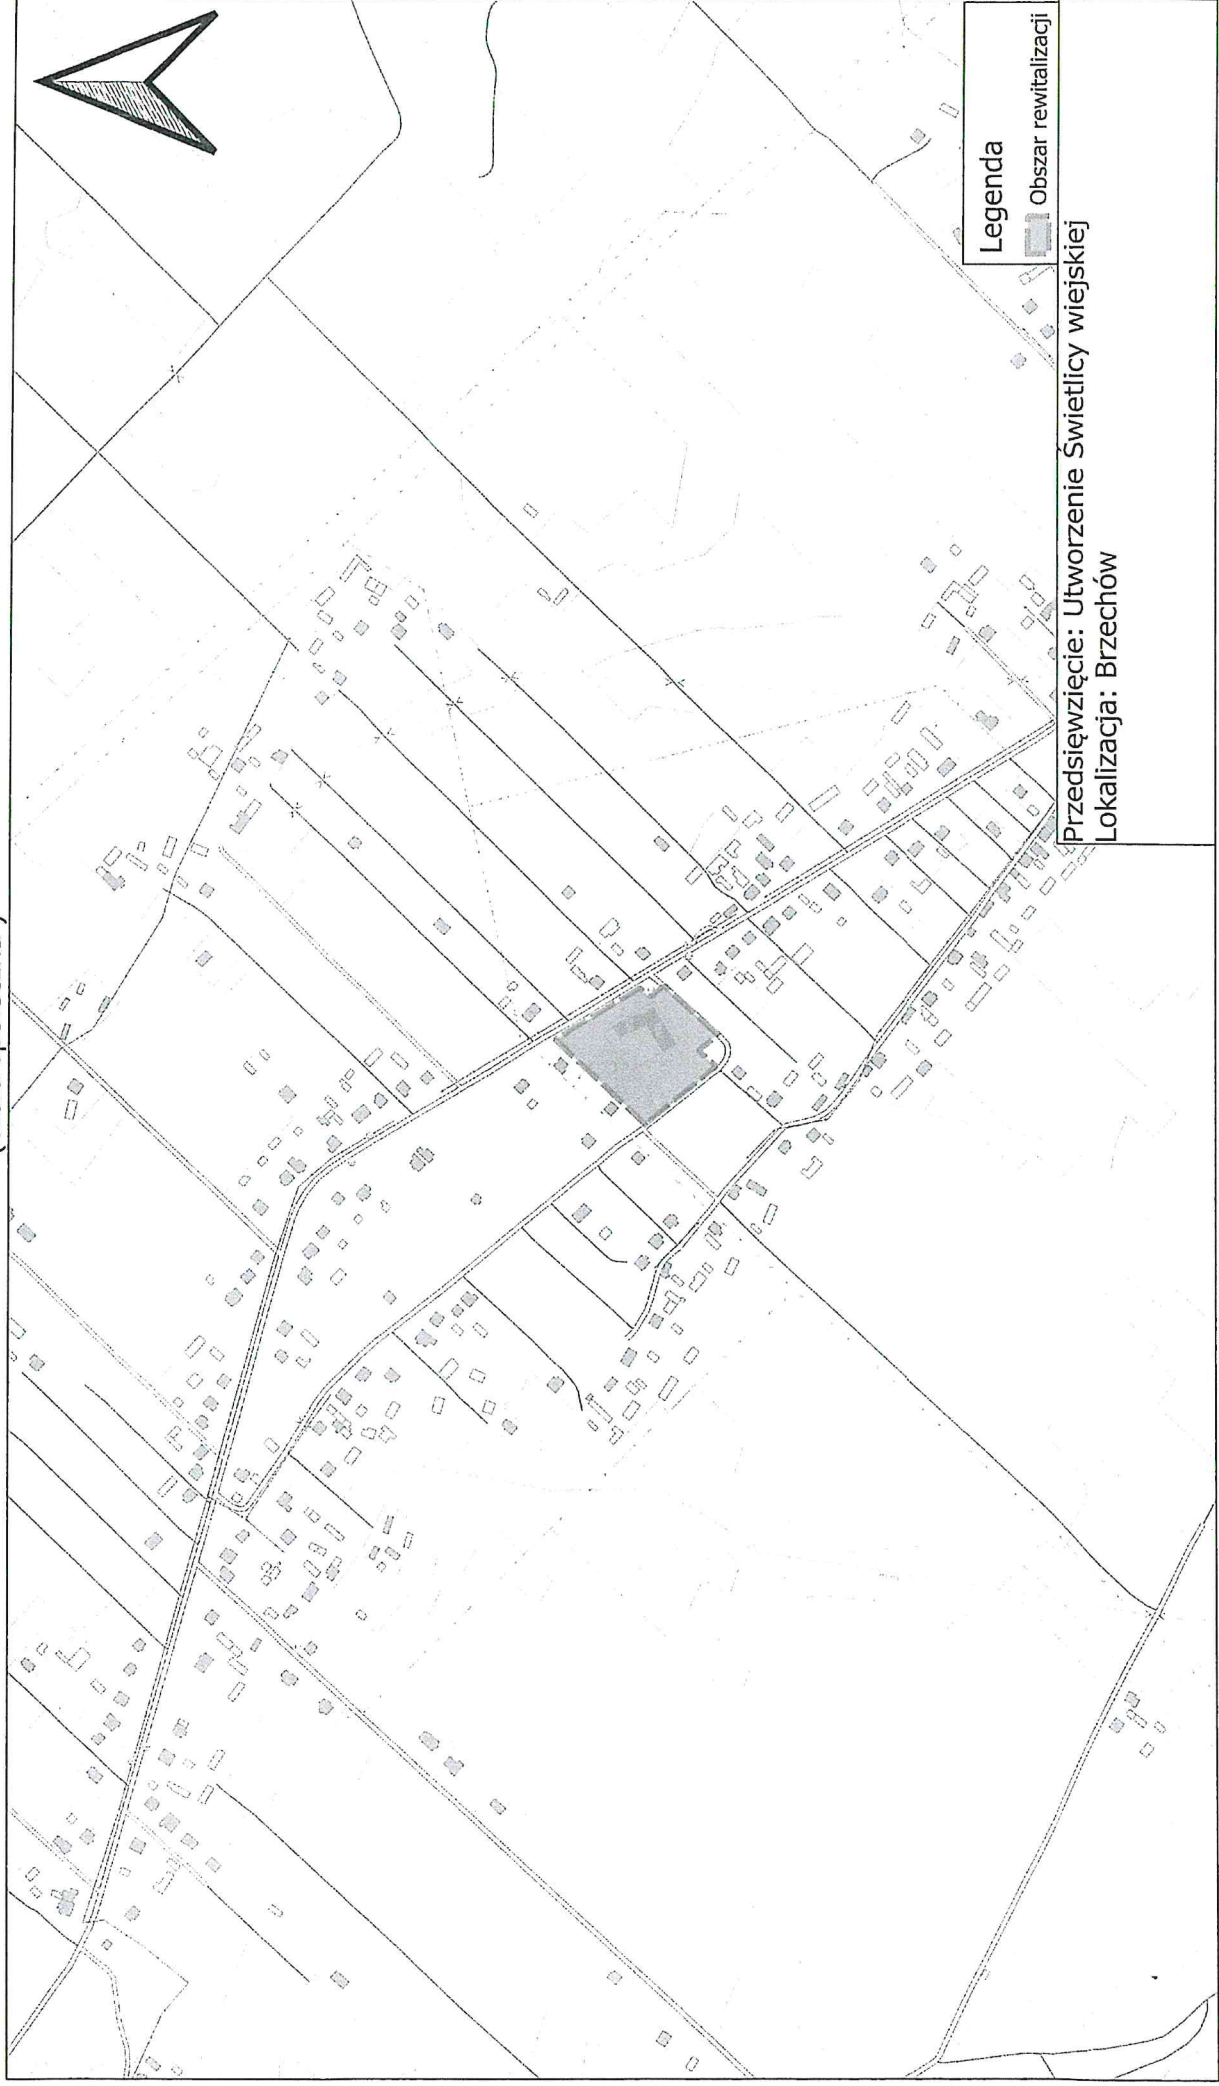 Legenda
Obszar rewitalizacji
Przedsięwzięcie: Utworzenie Świetlicy wiejskiej
Lokalizacja: Brzechów